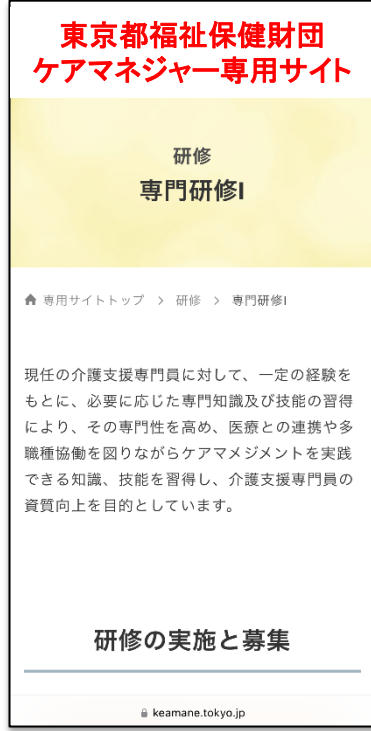 東京都福祉保健財団
ケアマネジャー専用サイト
研修
専門研修I
専用サイトトップ > 研修 > 専門研修I
現任の介護支援専門員に対して、一定の経験を
もとに、必要に応じた専門知識及び技能の習得
により、その専門性を高め、医療との連携や多
職種協働を図りながらケアマメジメントを実践
できる知識、技能を習得し、介護支援専門員の
資質向上を目的としています。
研修の実施と募集
keamane.tokyo.jp